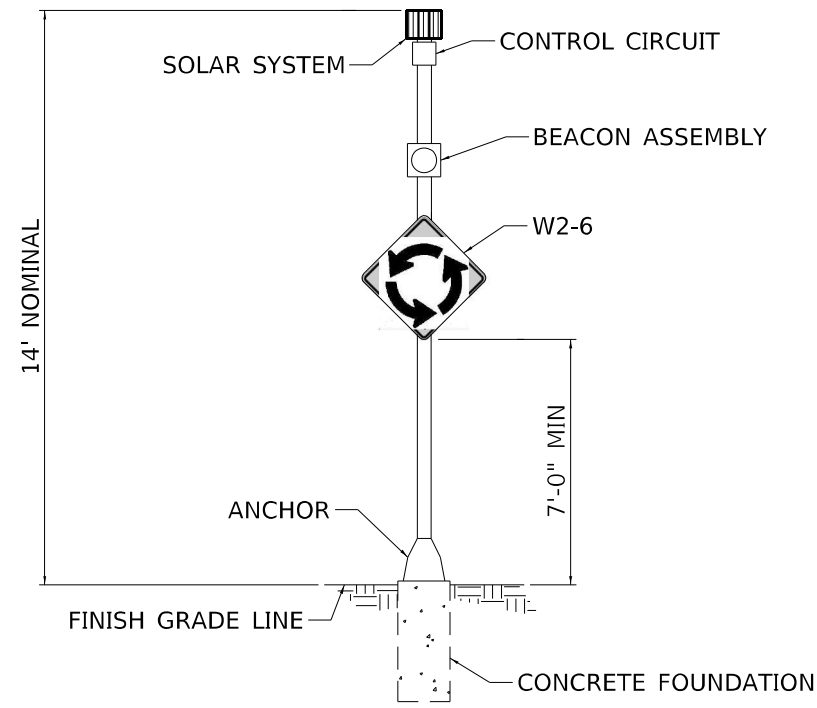 CONTROL CIRCUIT
SOLAR SYSTEM
BEACON ASSEMBLY
W2-6
14' NOMINAL
7'-0" MIN
ANCHOR
FINISH GRADE LINE
CONCRETE FOUNDATION